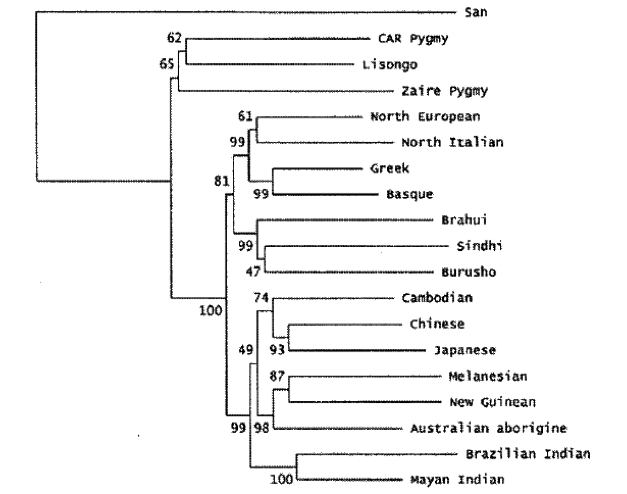 San
62 CAR Pygmy
65 Lisongo
Zaire Pygmy
61 North European
99 North Italian
Greek
81 99 Basque
Brahui
99 Sindhi
47 Burusho
100 74 Cambodian
Chinese
49 93 Japanese
87 Melanesian
New Guinean
99 98 Australian aborigine
Brazilian Indian
100 Mayan Indian